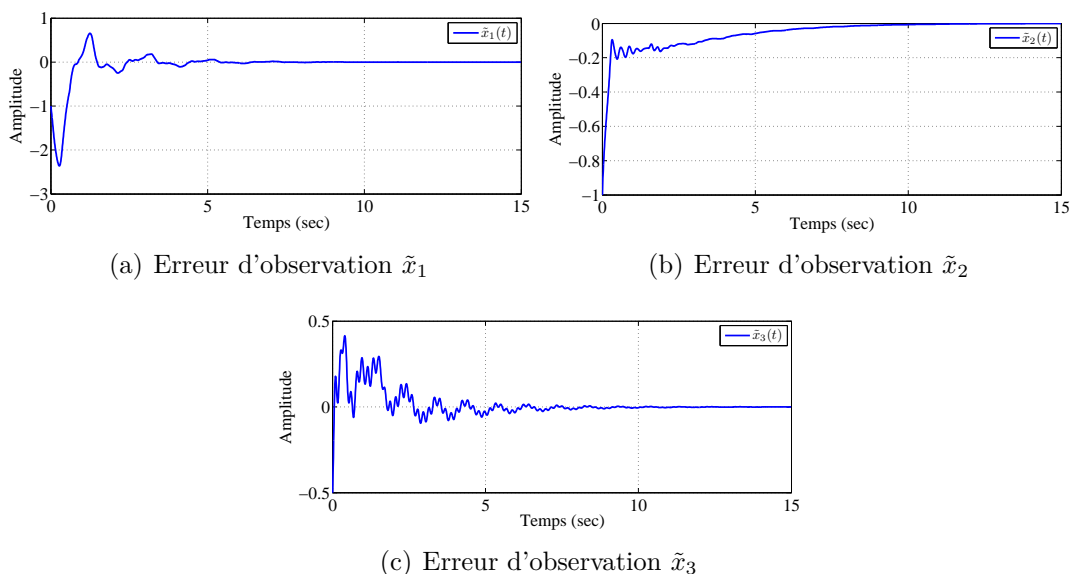 1
0
−1
−2
−3
Amplitude
x̃₁(t)
0 5 10 15
Temps (sec)
(a) Erreur d'observation x̃₁
0
−0.2
−0.4
−0.6
−0.8
−1
Amplitude
x̃₂(t)
0 5 10 15
Temps (sec)
(b) Erreur d'observation x̃₂
0.5
0
−0.5
Amplitude
x̃₃(t)
0 5 10 15
Temps (sec)
(c) Erreur d'observation x̃₃